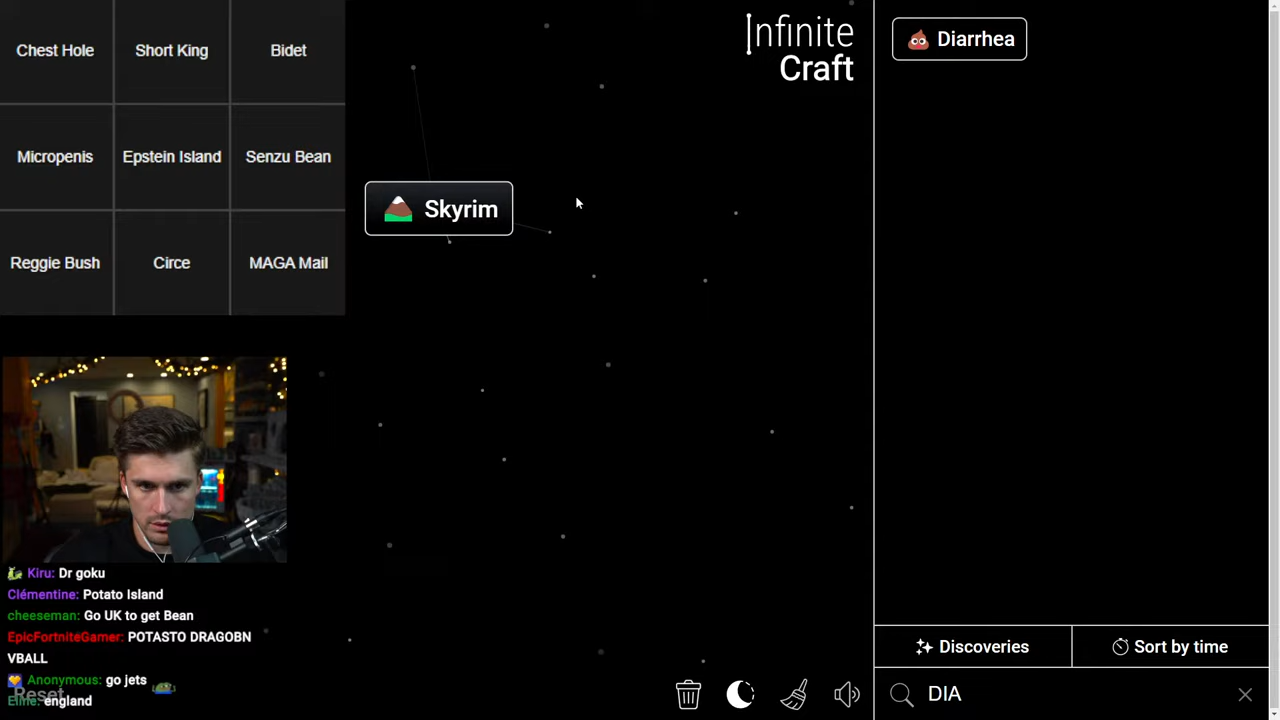 Chest Hole
Short King
Bidet
Micropenis
Epstein Island
Senzu Bean
Reggie Bush
Circe
MAGA Mail
Infinite
Craft
Skyrim
Diarrhea
Kiru: Dr goku
Clémentine: Potato Island
cheeseman: Go UK to get Bean
EpicFortniteGamer: POTASTO DRAGOBN
VBALL
Anonymous: go jets
Reset
Eline: england
Discoveries
Sort by time
DIA